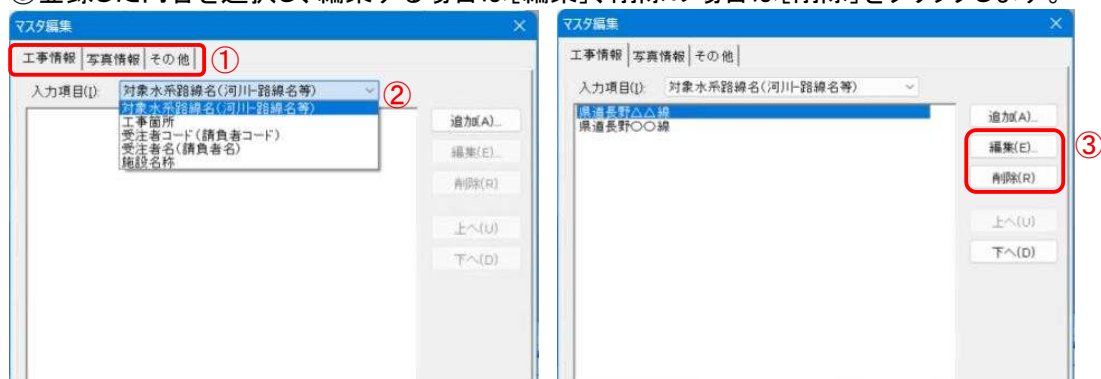 ③登録した内容を選択し、編集する場合は[編集]、削除の場合は[削除]をクリックします。
マスタ編集
工事情報 写真情報 その他 ①
入力項目(I): 対象水系路線名(河川-路線名等) ②
対象水系路線名(河川-路線名等)
工事箇所
受注者コード(請負者コード)
受注者名(請負者名)
施設名称
追加(A)...
編集(E)...
削除(R)
上へ(U)
下へ(D)
マスタ編集
工事情報 写真情報 その他
入力項目(I): 対象水系路線名(河川-路線名等)
県道長野△△線
県道長野○○線
追加(A)...
編集(E)... ③
削除(R)
上へ(U)
下へ(D)